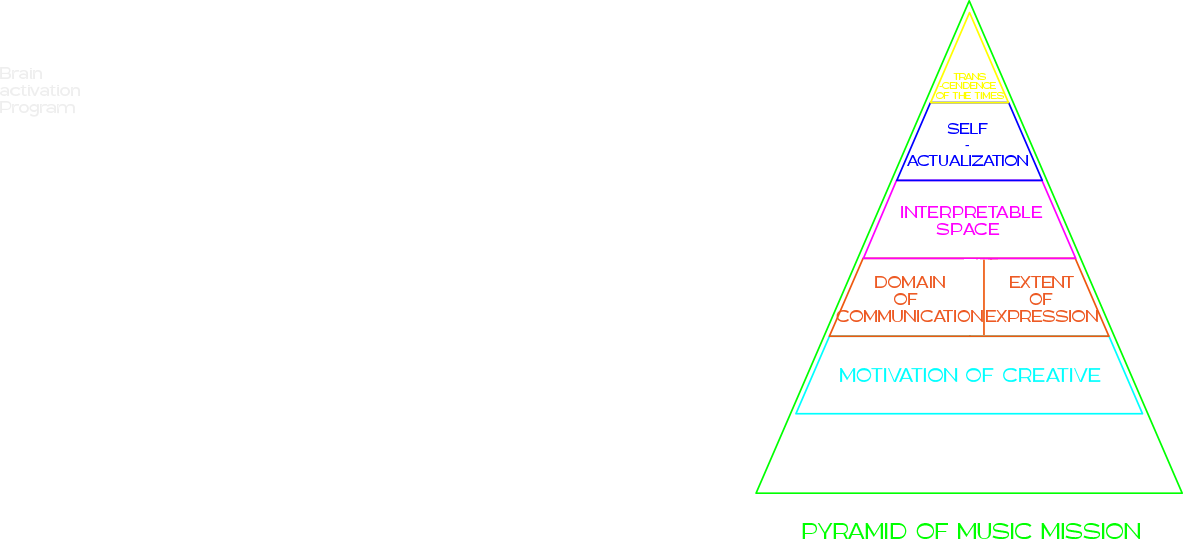 Brain
activation
Program
TRANS
-CENDENCE
OF THE TIMES
SELF
-
ACTUALIZATION
INTERPRETABLE
SPACE
DOMAIN
OF
COMMUNICATION
EXTENT
OF
EXPRESSION
MOTIVATION OF CREATIVE
PYRAMID OF MUSIC MISSION